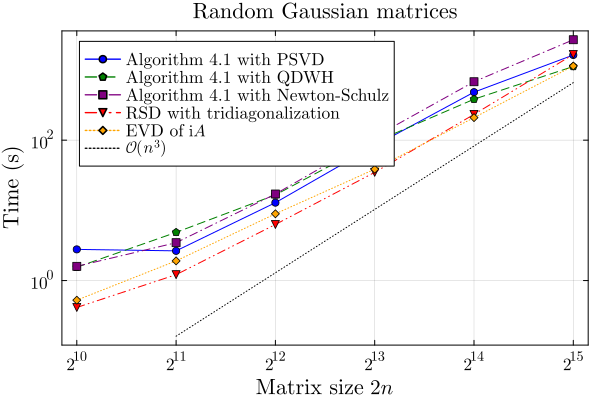 Random Gaussian matrices
Time (s)
10²
10⁰
Algorithm 4.1 with PSVD
Algorithm 4.1 with QDWH
Algorithm 4.1 with Newton-Schulz
RSD with tridiagonalization
EVD of iA
O(n³)
2¹⁰ 2¹¹ 2¹² 2¹³ 2¹⁴ 2¹⁵
Matrix size 2n